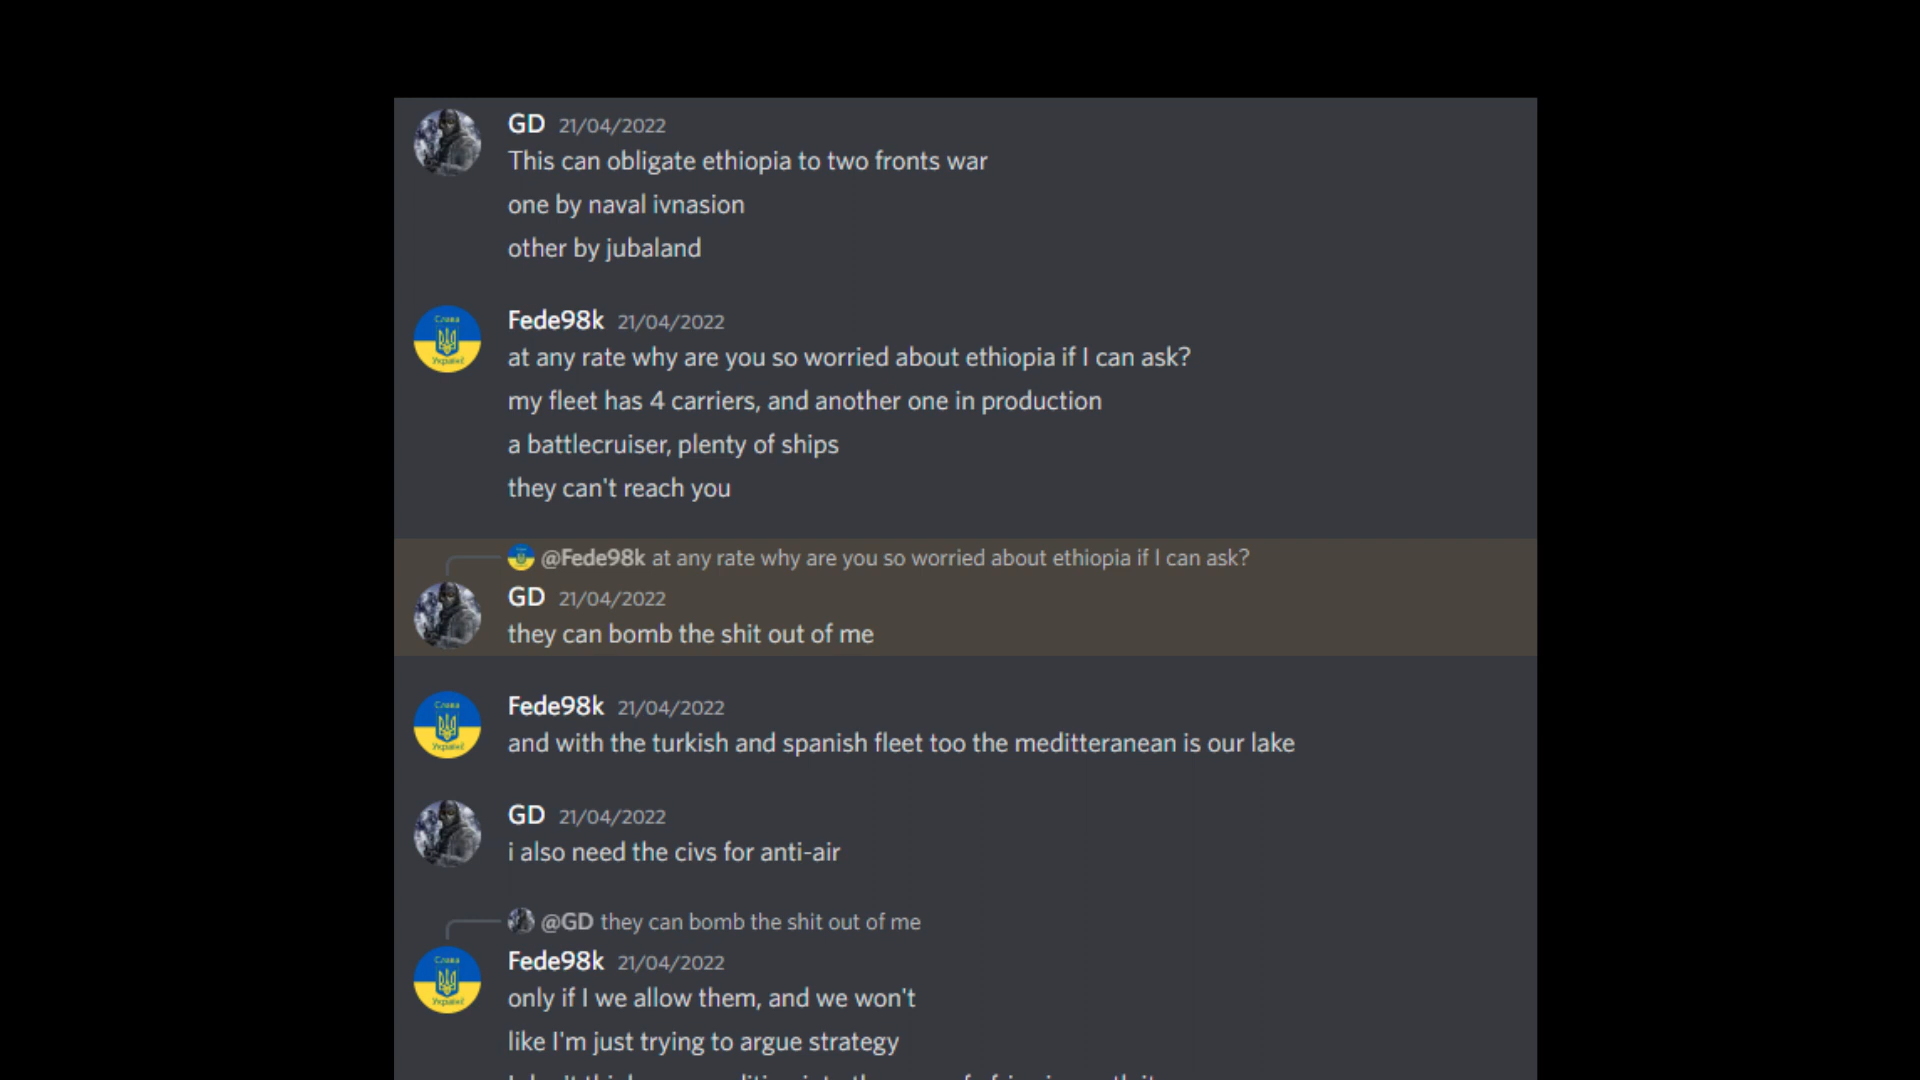 GD 21/04/2022
This can obligate ethiopia to two fronts war
one by naval ivnasion
other by jubaland
Слава
Україні!
Fede98k 21/04/2022
at any rate why are you so worried about ethiopia if I can ask?
my fleet has 4 carriers, and another one in production
a battlecruiser, plenty of ships
they can't reach you
@Fede98k at any rate why are you so worried about ethiopia if I can ask?
GD 21/04/2022
they can bomb the shit out of me
Слава
Україні!
Fede98k 21/04/2022
and with the turkish and spanish fleet too the meditteranean is our lake
GD 21/04/2022
i also need the civs for anti-air
@GD they can bomb the shit out of me
Слава
Україні!
Fede98k 21/04/2022
only if I we allow them, and we won't
like I'm just trying to argue strategy